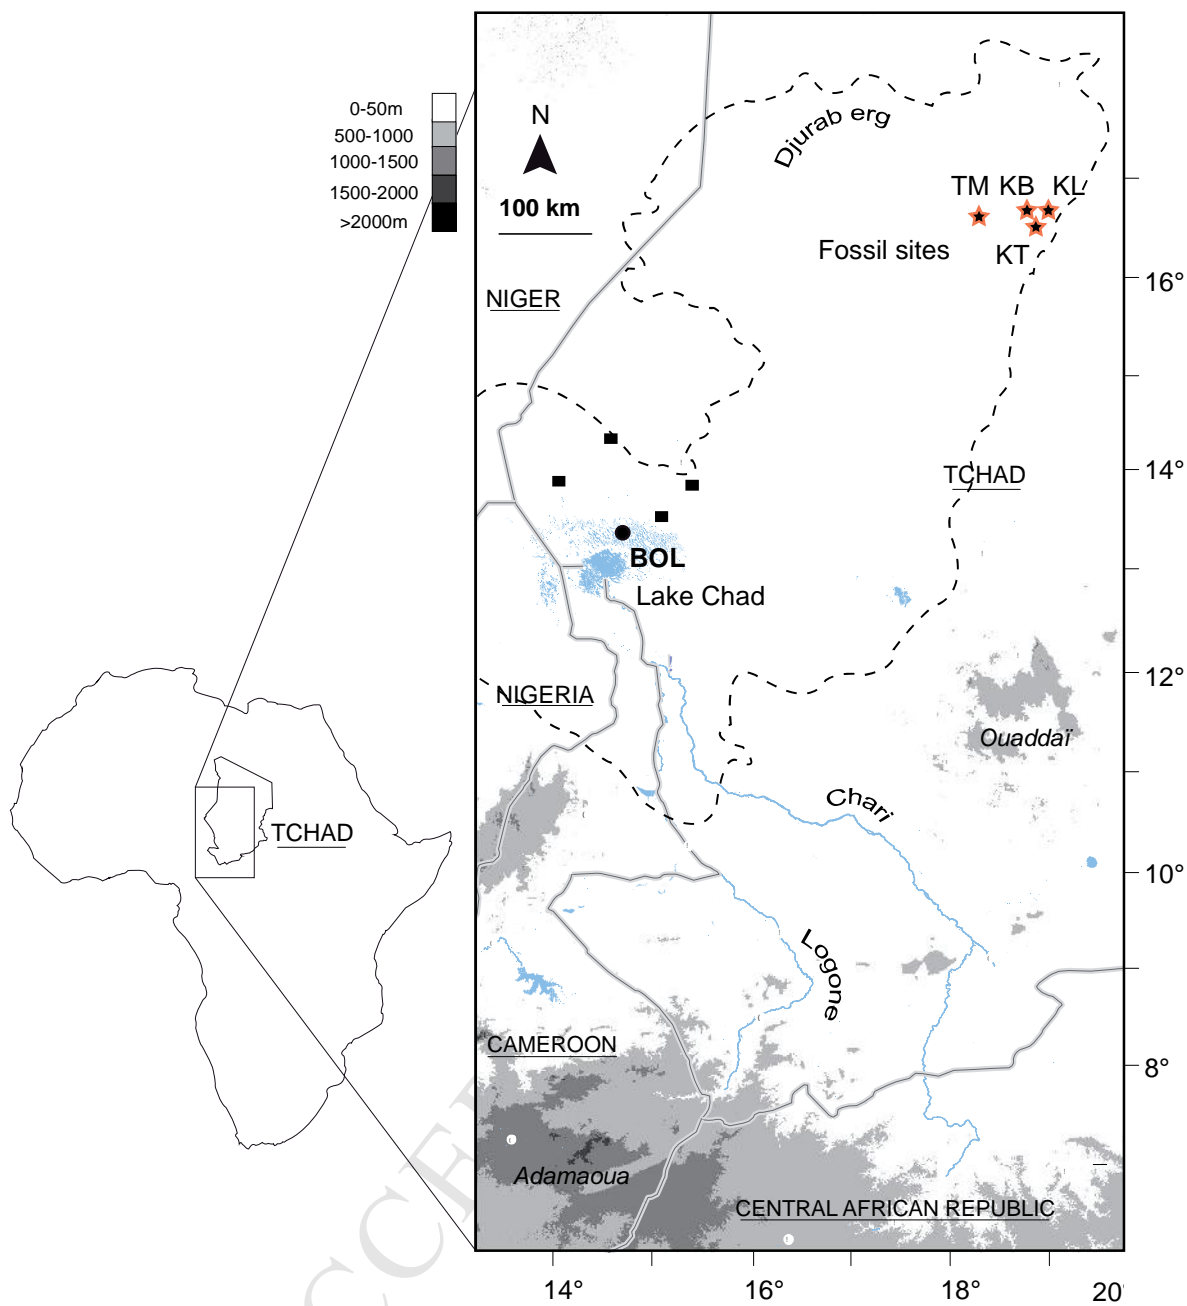 0-50m
500-1000
1000-1500
1500-2000
>2000m
N
100 km
Djurab erg
TM KB KL
Fossil sites
KT
16°
NIGER
TCHAD
14°
BOL
Lake Chad
12°
NIGERIA
Ouaddaï
Chari
TCHAD
10°
Logone
CAMEROON
8°
Adamaoua
CENTRAL AFRICAN REPUBLIC
14°
16°
18°
20